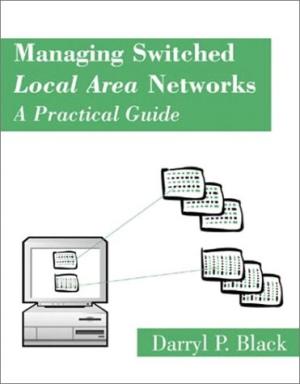 Managing Switched
Local Area Networks
A Practical Guide
Darryl P. Black